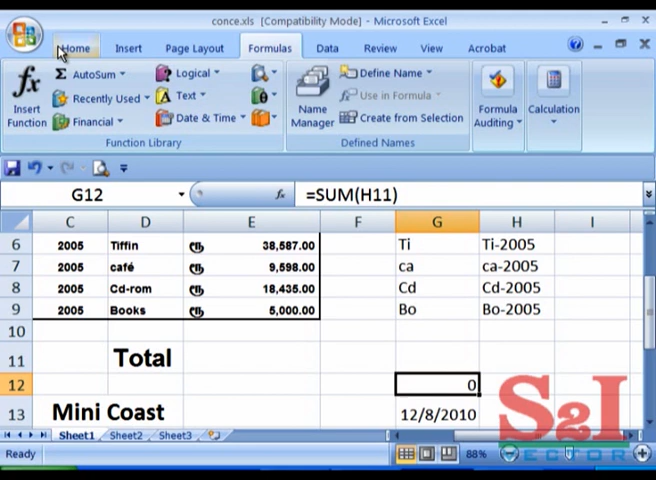 conce.xls [Compatibility Mode] - Microsoft Excel
Home Insert Page Layout Formulas Data Review View Acrobat
fx Insert Function
Σ AutoSum
Recently Used
Financial
Logical
A Text
Date & Time
θ
Function Library
Name Manager
Define Name
fx Use in Formula
Create from Selection
Defined Names
Formula Auditing
Calculation
G12 fx =SUM(H11)
C D E F G H I
6 2005 Tiffin 38,587.00 Ti Ti-2005
7 2005 café 9,598.00 ca ca-2005
8 2005 Cd-rom 18,435.00 Cd Cd-2005
9 2005 Books 5,000.00 Bo Bo-2005
10
11 Total
12 0
13 Mini Coast 12/8/2010
S2I
ECTOR
Sheet1 Sheet2 Sheet3
Ready 88%